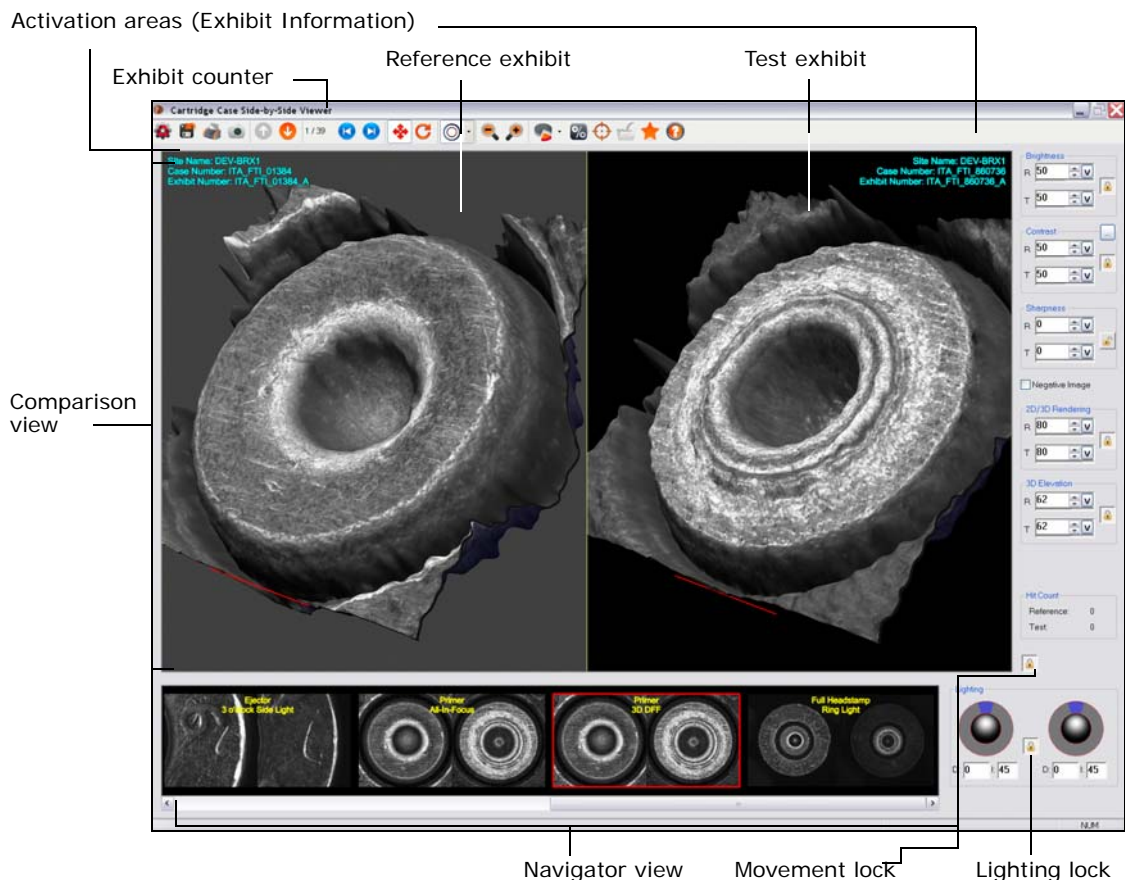 Activation areas (Exhibit Information)
Reference exhibit
Test exhibit
Exhibit counter
Cartridge Case Side-by-Side Viewer
1 / 39
Site Name: DEV-BRX1
Case Number: ITA_FTI_01384
Exhibit Number: ITA_FTI_01384_A
Site Name: DEV-BRX1
Case Number: ITA_FTI_860736
Exhibit Number: ITA_FTI_860736_A
Brightness
R 50
T 50
Contrast
...
R 50
T 50
Sharpness
R 0
T 0
Negative Image
2D/3D Rendering
R 80
T 80
3D Elevation
R 62
T 62
Hit Count
Reference: 0
Test: 0
Comparison
view
Ejector
3 o'clock Side Light
Primer
All-In-Focus
Primer
3D DFF
Full Headstamp
Ring Light
Lighting
D: 0 I: 45
D: 0 I: 45
NUM
Navigator view
Movement lock
Lighting lock